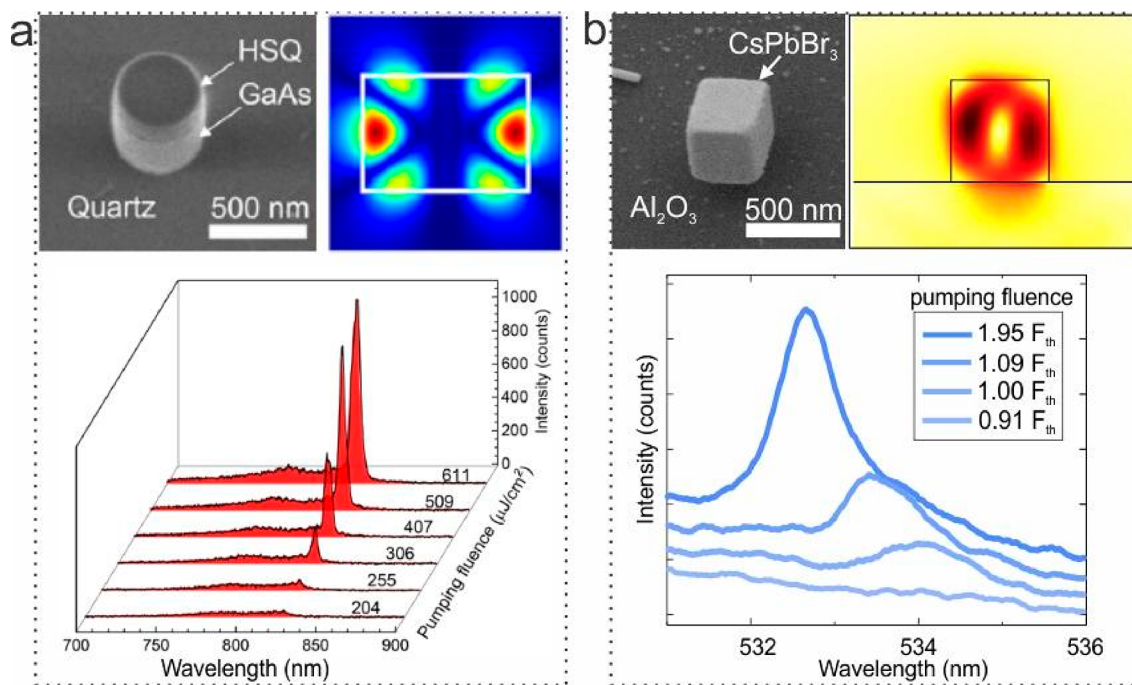 a
HSQ
GaAs
Quartz
500 nm
1000
800
600
400
200
0
Intensity (counts)
611
509
407
306
255
204
Pumping fluence (μJ/cm²)
700
750
800
850
900
Wavelength (nm)
b
CsPbBr₃
Al₂O₃
500 nm
pumping fluence
1.95 Fₜₕ
1.09 Fₜₕ
1.00 Fₜₕ
0.91 Fₜₕ
Intensity (counts)
532
534
536
Wavelength (nm)